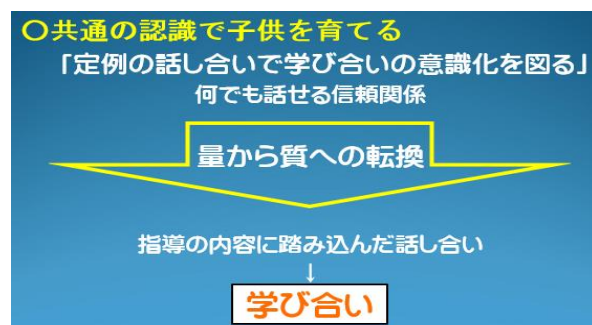 〇共通の認識で子供を育てる
「定例の話し合いで学び合いの意識化を図る」
何でも話せる信頼関係
量から質への転換
指導の内容に踏み込んだ話し合い
↓
学び合い